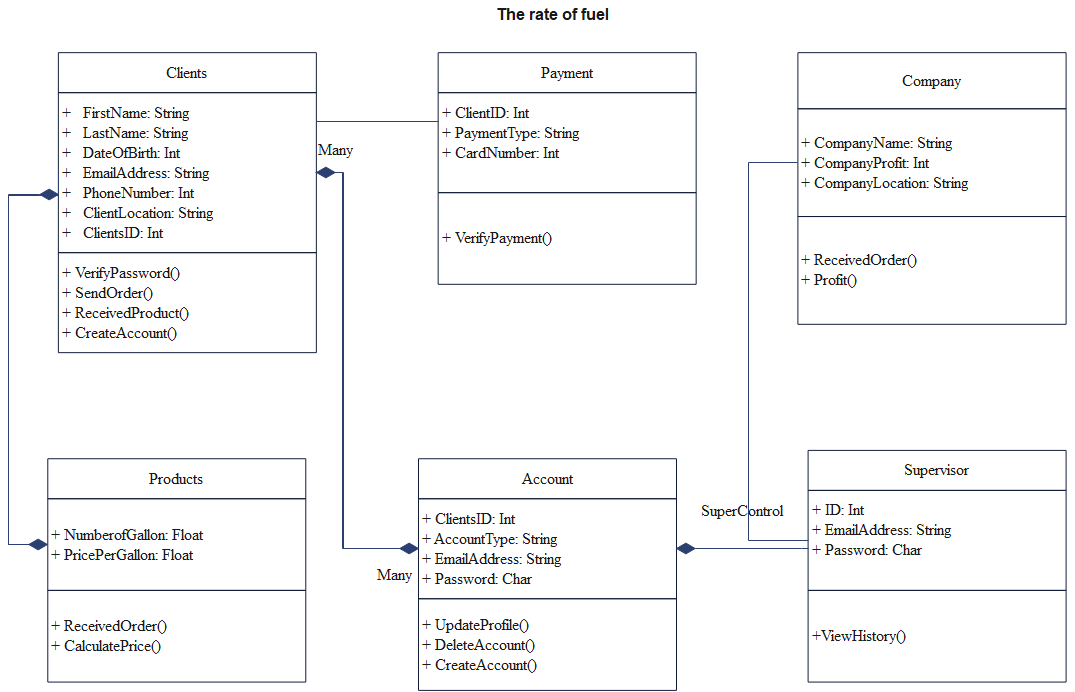 The rate of fuel
Clients
+ FirstName: String
+ LastName: String
+ DateOfBirth: Int
+ EmailAddress: String
+ PhoneNumber: Int
+ ClientLocation: String
+ ClientsID: Int
+ VerifyPassword()
+ SendOrder()
+ ReceivedProduct()
+ CreateAccount()
Many
Payment
+ ClientID: Int
+ PaymentType: String
+ CardNumber: Int
+ VerifyPayment()
Company
+ CompanyName: String
+ CompanyProfit: Int
+ CompanyLocation: String
+ ReceivedOrder()
+ Profit()
Products
+ NumberofGallon: Float
+ PricePerGallon: Float
+ ReceivedOrder()
+ CalculatePrice()
Many
Account
+ ClientsID: Int
+ AccountType: String
+ EmailAddress: String
+ Password: Char
+ UpdateProfile()
+ DeleteAccount()
+ CreateAccount()
SuperControl
Supervisor
+ ID: Int
+ EmailAddress: String
+ Password: Char
+ViewHistory()